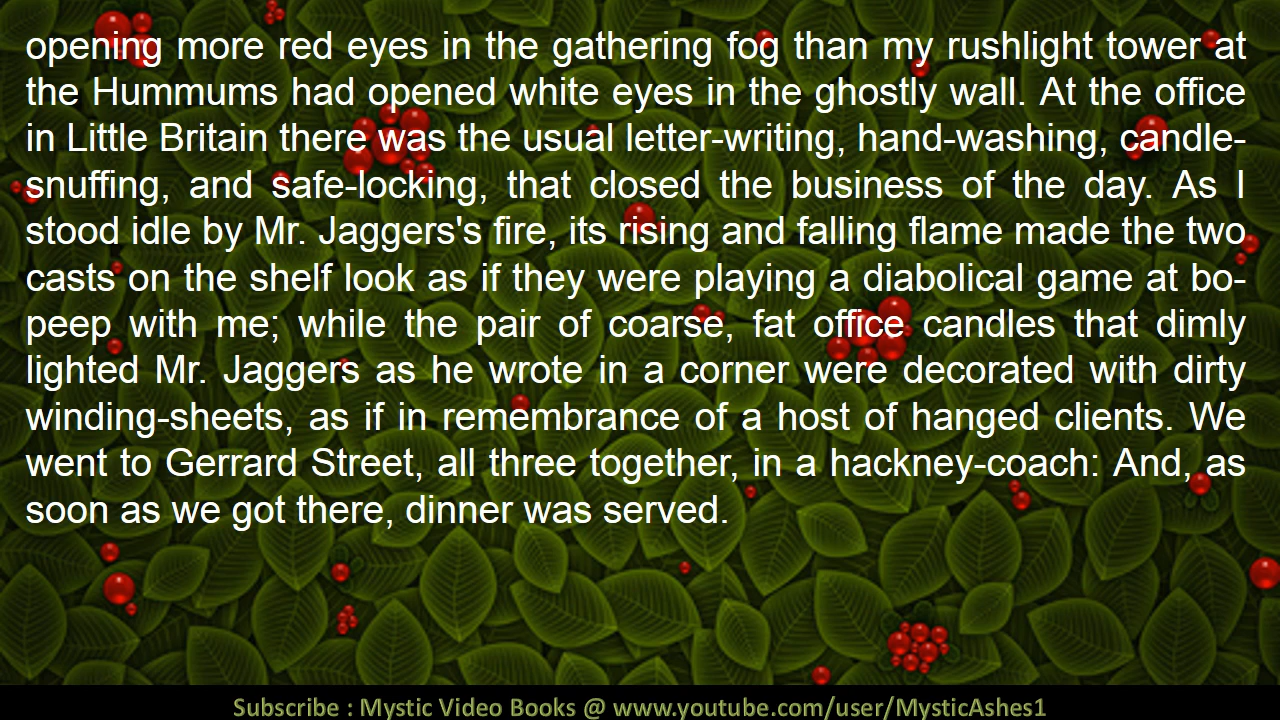 opening more red eyes in the gathering fog than my rushlight tower at
the Hummums had opened white eyes in the ghostly wall. At the office
in Little Britain there was the usual letter-writing, hand-washing, candle-
snuffing, and safe-locking, that closed the business of the day. As I
stood idle by Mr. Jaggers's fire, its rising and falling flame made the two
casts on the shelf look as if they were playing a diabolical game at bo-
peep with me; while the pair of coarse, fat office candles that dimly
lighted Mr. Jaggers as he wrote in a corner were decorated with dirty
winding-sheets, as if in remembrance of a host of hanged clients. We
went to Gerrard Street, all three together, in a hackney-coach: And, as
soon as we got there, dinner was served.
Subscribe : Mystic Video Books @ www.youtube.com/user/MysticAshes1